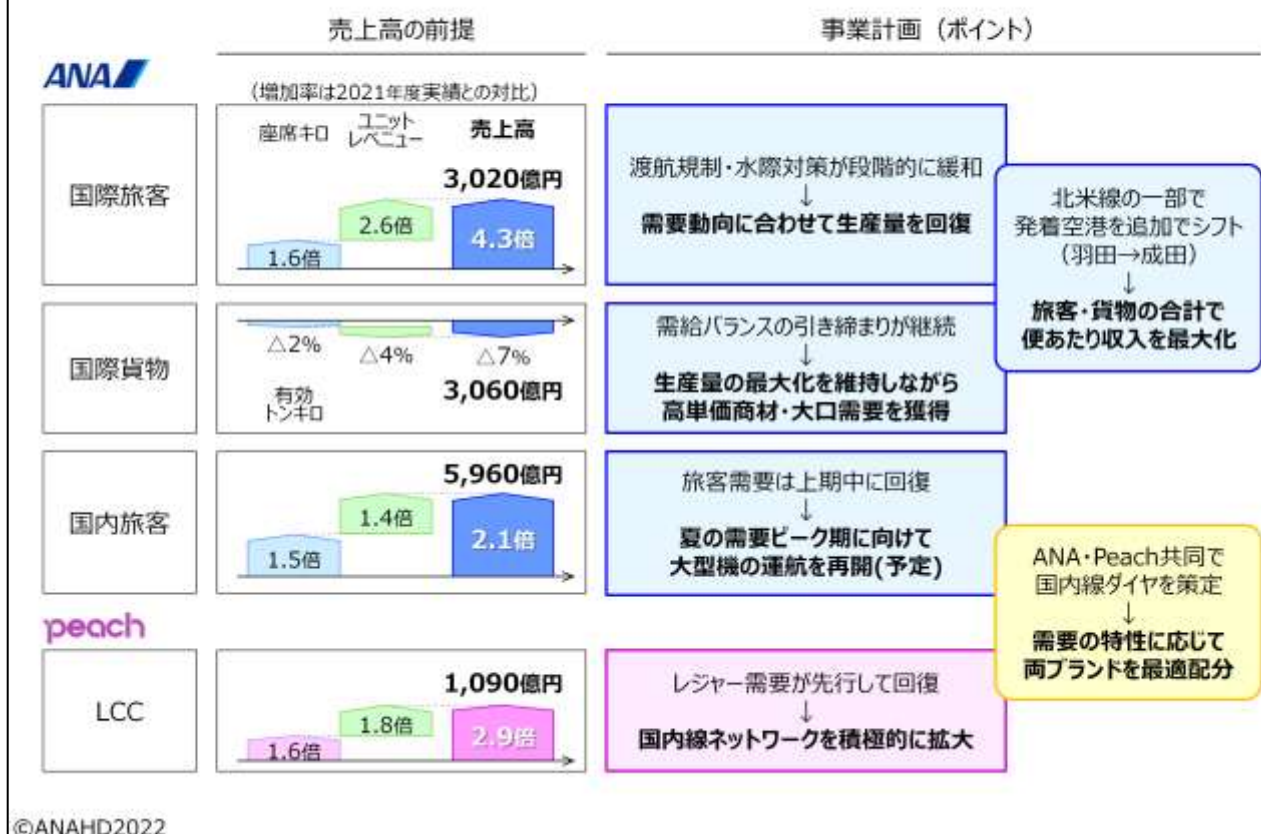 売上高の前提
事業計画（ポイント）
ANA
（増加率は2021年度実績との対比）
国際旅客
座席キロ
ユニット
レベニュー
売上高
3,020億円
1.6倍
2.6倍
4.3倍
渡航規制・水際対策が段階的に緩和
↓
需要動向に合わせて生産量を回復
北米線の一部で
発着空港を追加でシフト
（羽田→成田）
↓
旅客・貨物の合計で
便あたり収入を最大化
国際貨物
△2%
△4%
△7%
有効
トンキロ
3,060億円
需給バランスの引き締まりが継続
↓
生産量の最大化を維持しながら
高単価商材・大口需要を獲得
国内旅客
5,960億円
1.5倍
1.4倍
2.1倍
旅客需要は上期中に回復
↓
夏の需要ピーク期に向けて
大型機の運航を再開(予定)
ANA・Peach共同で
国内線ダイヤを策定
↓
需要の特性に応じて
両ブランドを最適配分
peach
LCC
1,090億円
1.6倍
1.8倍
2.9倍
レジャー需要が先行して回復
↓
国内線ネットワークを積極的に拡大
©ANAHD2022